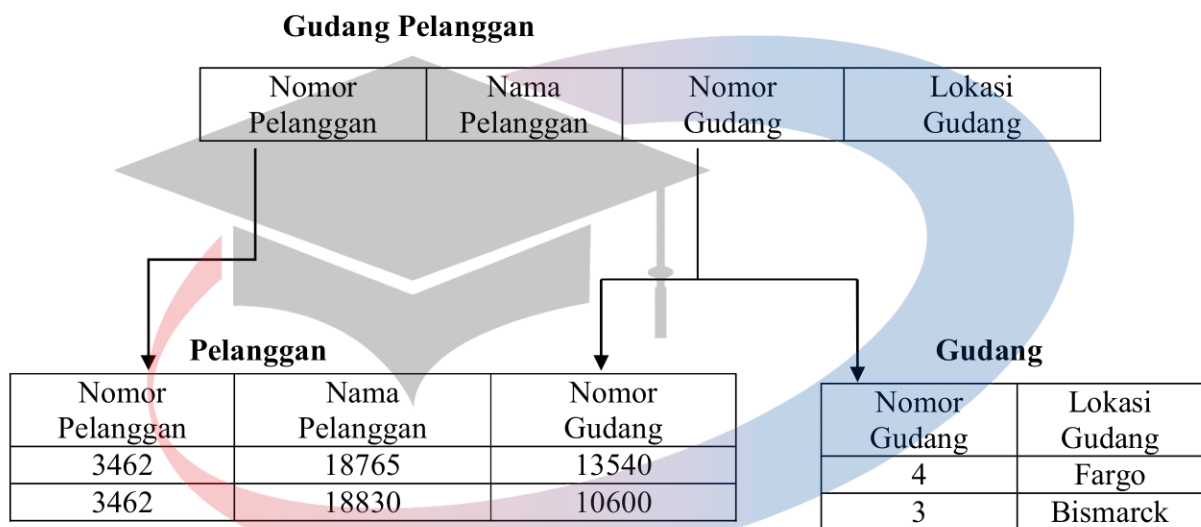 Gudang Pelanggan
Nomor Pelanggan Nama Pelanggan Nomor Gudang Lokasi Gudang
Pelanggan
Nomor Pelanggan Nama Pelanggan Nomor Gudang
3462 18765 13540
3462 18830 10600
Gudang
Nomor Gudang Lokasi Gudang
4 Fargo
3 Bismarck